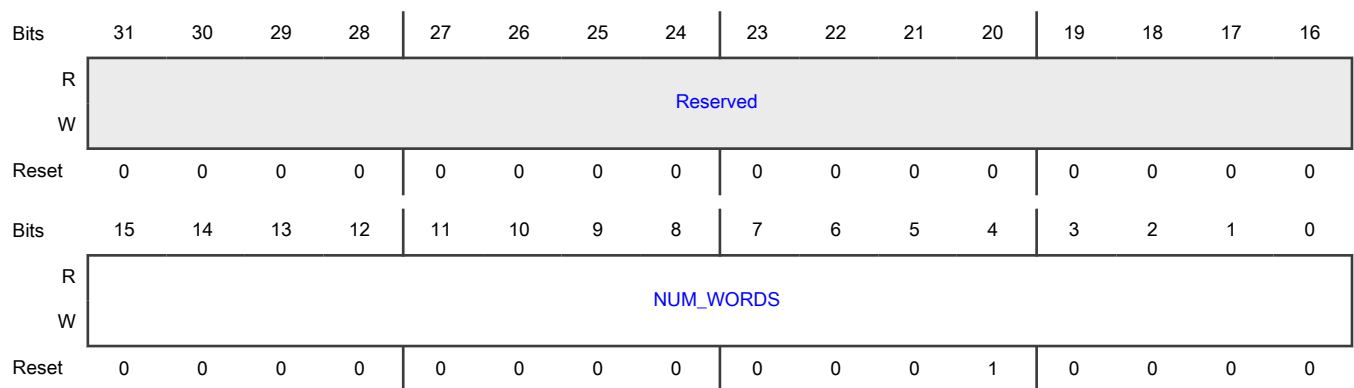 Bits 31 30 29 28 27 26 25 24 23 22 21 20 19 18 17 16
R
Reserved
W
Reset 0 0 0 0 0 0 0 0 0 0 0 0 0 0 0 0
Bits 15 14 13 12 11 10 9 8 7 6 5 4 3 2 1 0
R
NUM_WORDS
W
Reset 0 0 0 0 0 0 0 0 0 0 0 1 0 0 0 0